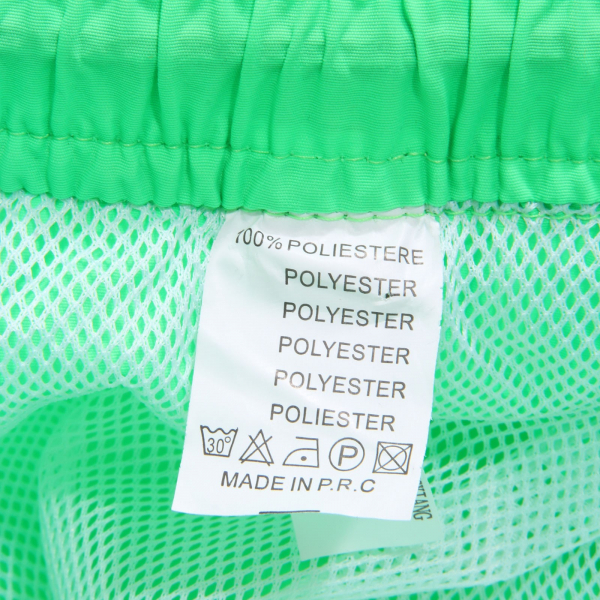 100% POLIESTERE
POLYESTER
POLYESTER
POLYESTER
POLYESTER
POLIESTER
30° P
MADE IN P.R.C